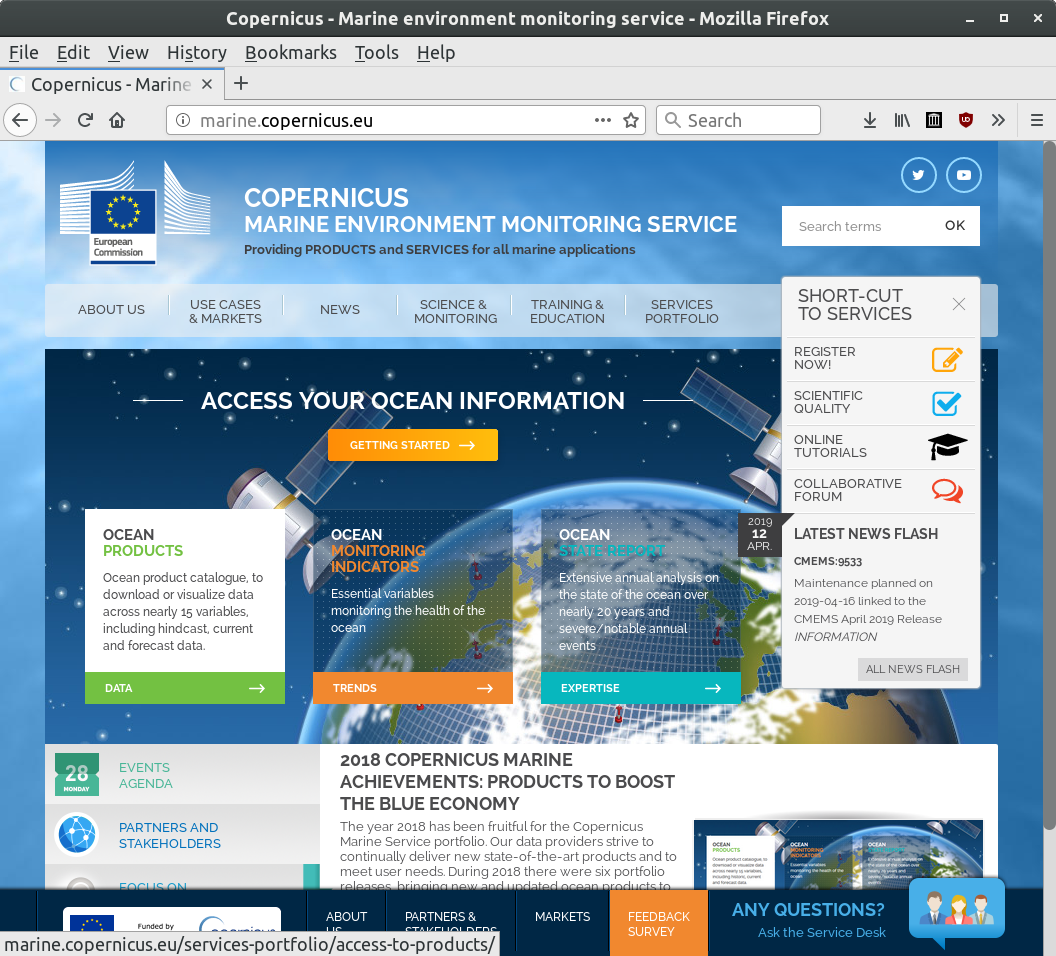 Copernicus - Marine environment monitoring service - Mozilla Firefox
File Edit View History Bookmarks Tools Help
Copernicus - Marine
marine.copernicus.eu
Search
European
Commission
COPERNICUS
MARINE ENVIRONMENT MONITORING SERVICE
Providing PRODUCTS and SERVICES for all marine applications
Search terms
OK
ABOUT US
USE CASES
& MARKETS
NEWS
SCIENCE &
MONITORING
TRAINING &
EDUCATION
SERVICES
PORTFOLIO
SHORT-CUT
TO SERVICES
REGISTER
NOW!
SCIENTIFIC
QUALITY
ONLINE
TUTORIALS
COLLABORATIVE
FORUM
2019
12
APR.
LATEST NEWS FLASH
CMEMS:9533
Maintenance planned on
2019-04-16 linked to the
CMEMS April 2019 Release
INFORMATION
ALL NEWS FLASH
ACCESS YOUR OCEAN INFORMATION
GETTING STARTED
OCEAN
PRODUCTS
Ocean product catalogue, to
download or visualize data
across nearly 15 variables,
including hindcast, current
and forecast data.
DATA
OCEAN
MONITORING
INDICATORS
Essential variables
monitoring the health of the
ocean
TRENDS
OCEAN
STATE REPORT
Extensive annual analysis on
the state of the ocean over
nearly 20 years and
severe/notable annual
events
EXPERTISE
28
MONDAY
EVENTS
AGENDA
PARTNERS AND
STAKEHOLDERS
FOCUS ON
2018 COPERNICUS MARINE
ACHIEVEMENTS: PRODUCTS TO BOOST
THE BLUE ECONOMY
The year 2018 has been fruitful for the Copernicus
Marine Service portfolio. Our data providers strive to
continually deliver new state-of-the-art products and to
meet user needs. During 2018 there were six portfolio
releases, bringing new and updated ocean products to
Funded by
ABOUT
US
PARTNERS &
STAKEHOLDERS
MARKETS
FEEDBACK
SURVEY
ANY QUESTIONS?
Ask the Service Desk
marine.copernicus.eu/services-portfolio/access-to-products/